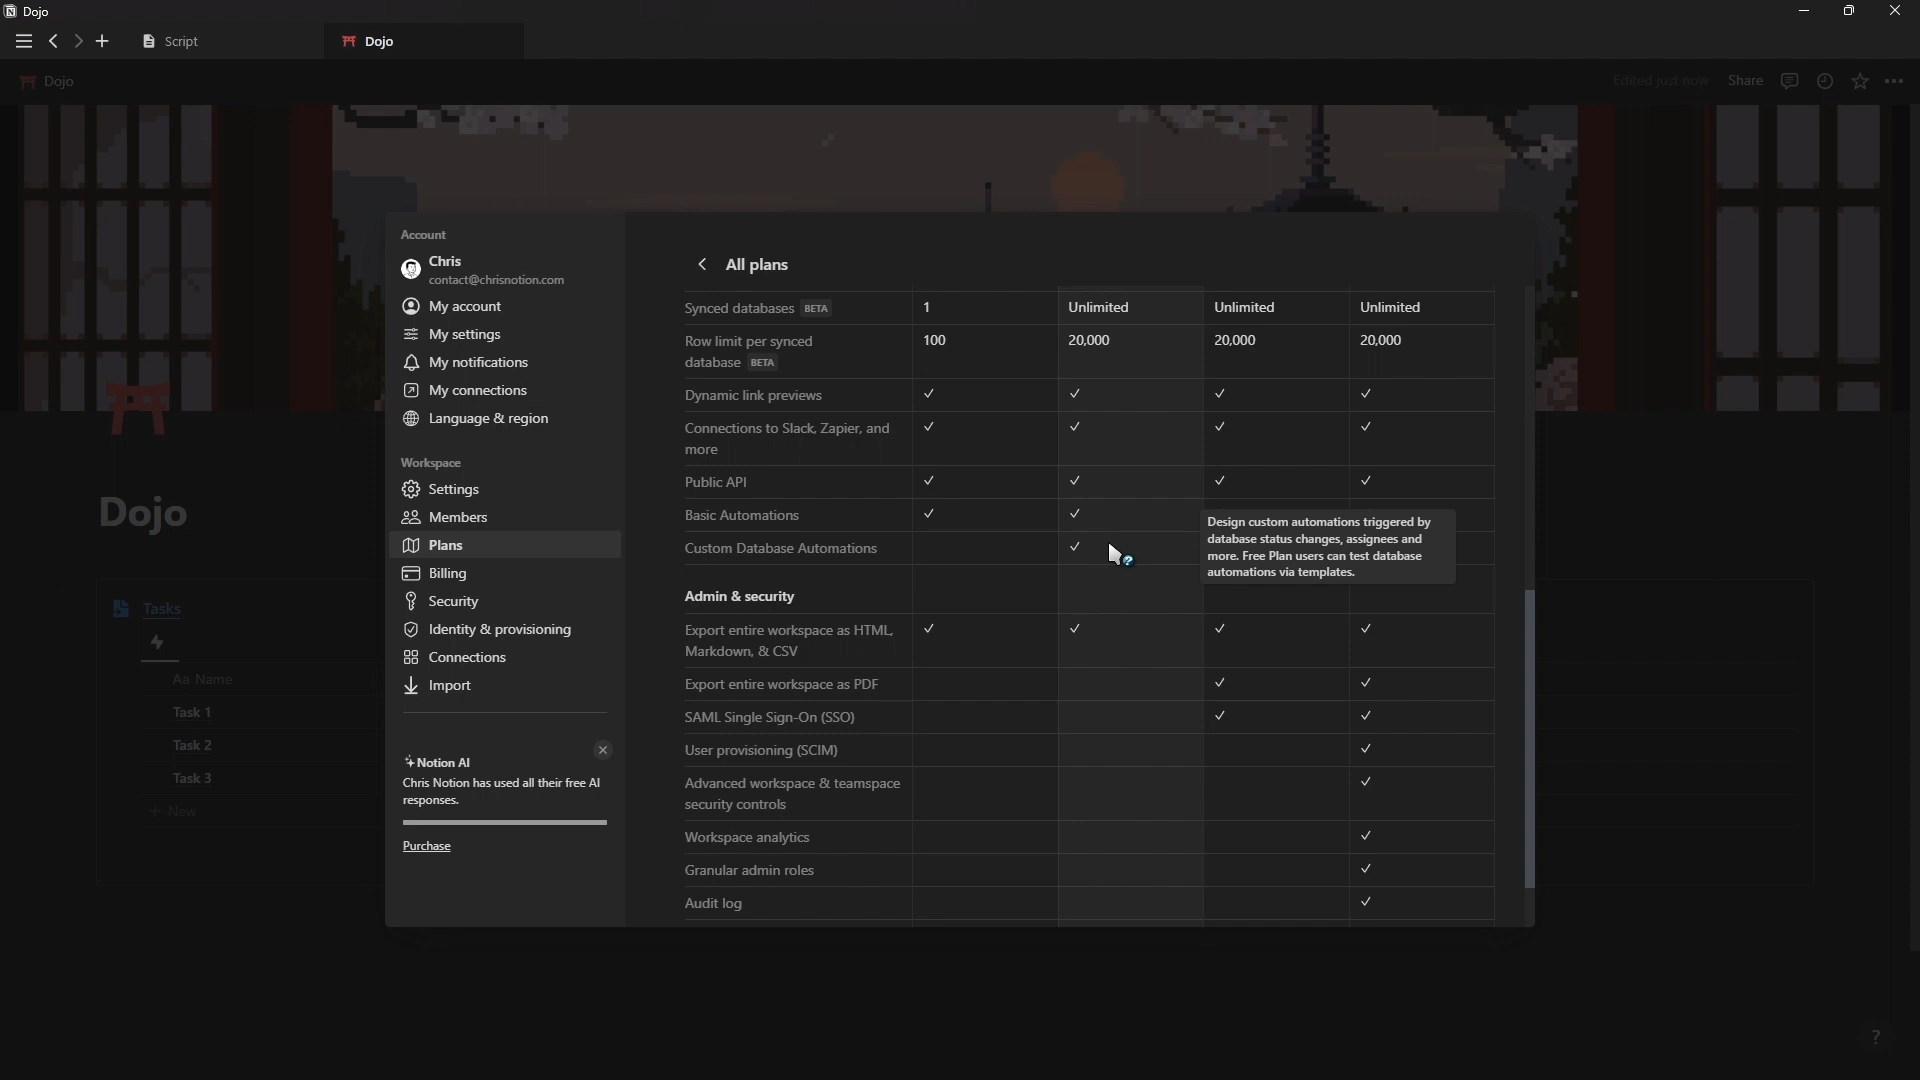 Dojo
Script
Dojo
Dojo
Edited just now
Share
Account
Chris
contact@chrisnotion.com
My account
My settings
My notifications
My connections
Language & region
Workspace
Settings
Members
Plans
Billing
Security
Identity & provisioning
Connections
Import
Notion AI
Chris Notion has used all their free AI
responses.
Purchase
All plans
Synced databases BETA 1 Unlimited Unlimited Unlimited
Row limit per synced 100 20,000 20,000 20,000
database BETA
Dynamic link previews ✓ ✓ ✓ ✓
Connections to Slack, Zapier, and ✓ ✓ ✓ ✓
more
Public API ✓ ✓ ✓ ✓
Basic Automations ✓ ✓
Custom Database Automations ✓
Design custom automations triggered by
database status changes, assignees and
more. Free Plan users can test database
automations via templates.
Admin & security
Export entire workspace as HTML, ✓ ✓ ✓ ✓
Markdown, & CSV
Export entire workspace as PDF ✓ ✓
SAML Single Sign-On (SSO) ✓ ✓
User provisioning (SCIM) ✓
Advanced workspace & teamspace ✓
security controls
Workspace analytics ✓
Granular admin roles ✓
Audit log ✓
Dojo
Tasks
Aa Name
Task 1
Task 2
Task 3
+ New
?